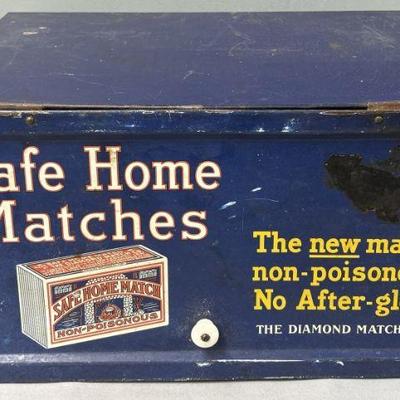 afe Home
Matches
SAFE HOME MATCH
NON-POISONOUS
The new ma
non-poisono
No After-gl
THE DIAMOND MATCH